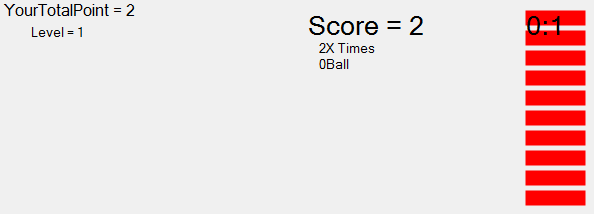 YourTotalPoint = 2
Level = 1
Score = 2
2X Times
0Ball
0:1